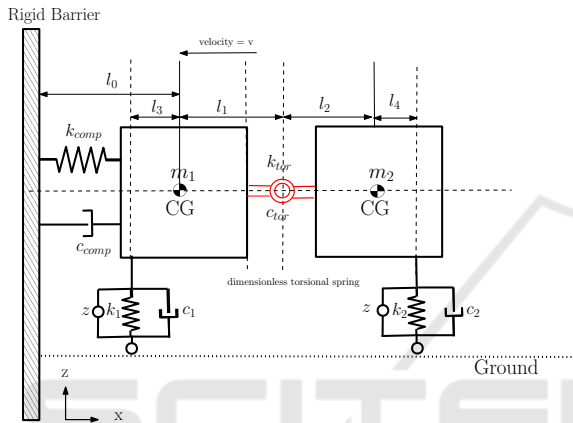 Rigid Barrier
velocity = v
l0
l3
l1
l2
l4
kcomp
m1
CG
ktor
ctor
m2
CG
ccomp
dimensionless torsional spring
z
k1
c1
z
k2
c2
Ground
z
x
SCITE